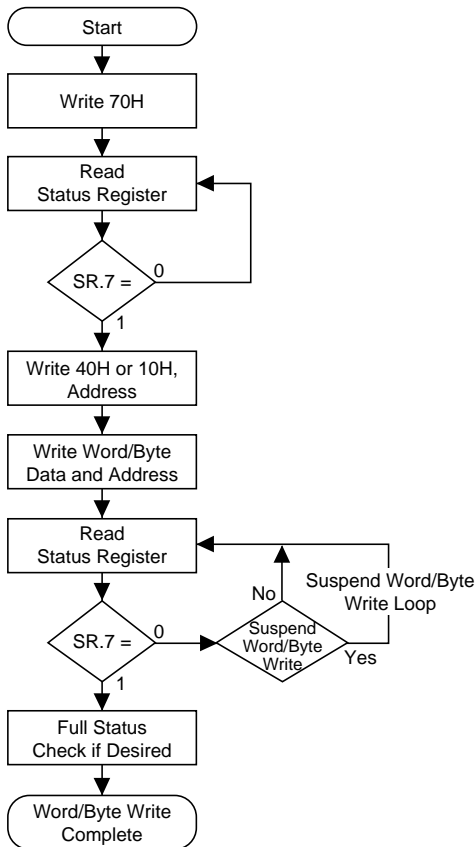 Start
Write 70H
Read
Status Register
SR.7 =
0
1
Write 40H or 10H,
Address
Write Word/Byte
Data and Address
Read
Status Register
SR.7 =
0
1
Suspend
Word/Byte
Write
No
Yes
Suspend Word/Byte
Write Loop
Full Status
Check if Desired
Word/Byte Write
Complete